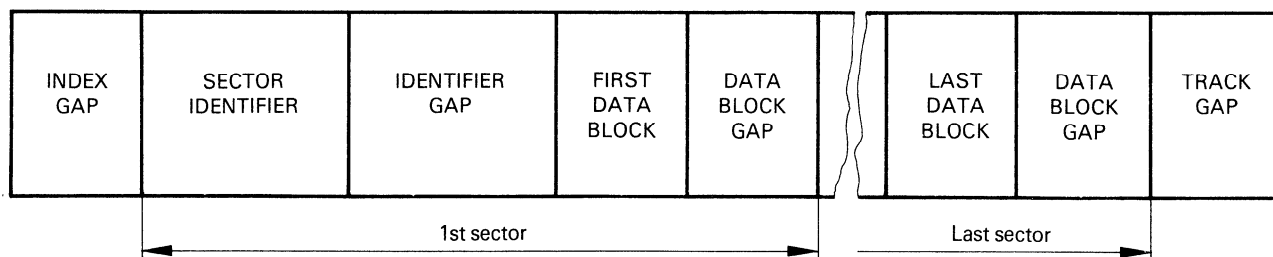 INDEX
GAP
SECTOR
IDENTIFIER
IDENTIFIER
GAP
FIRST
DATA
BLOCK
DATA
BLOCK
GAP
LAST
DATA
BLOCK
DATA
BLOCK
GAP
TRACK
GAP
1st sector
Last sector